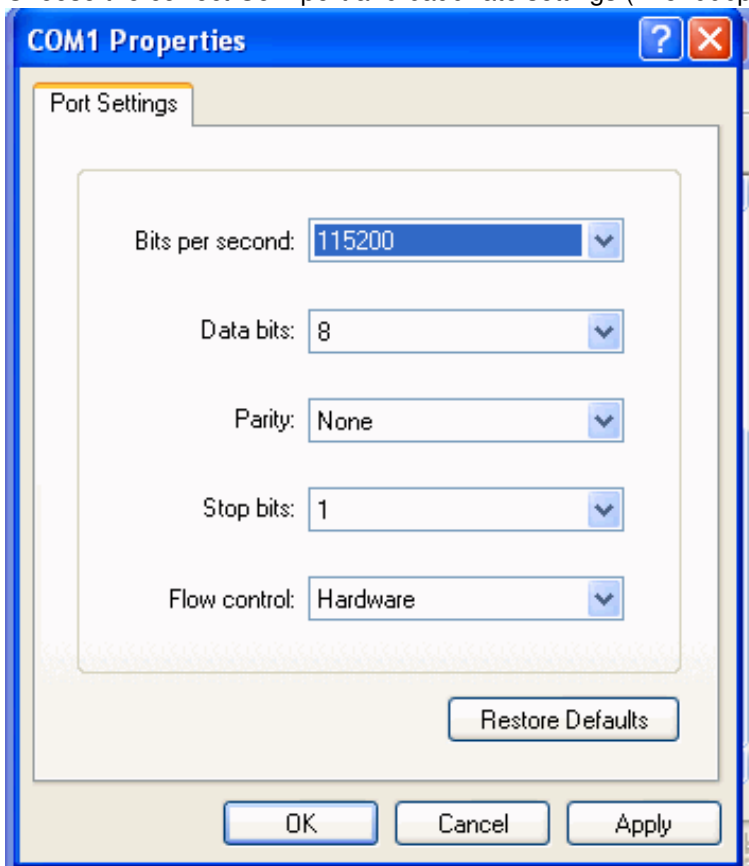 COM1 Properties
Port Settings
Bits per second: 115200
Data bits: 8
Parity: None
Stop bits: 1
Flow control: Hardware
Restore Defaults
OK Cancel Apply